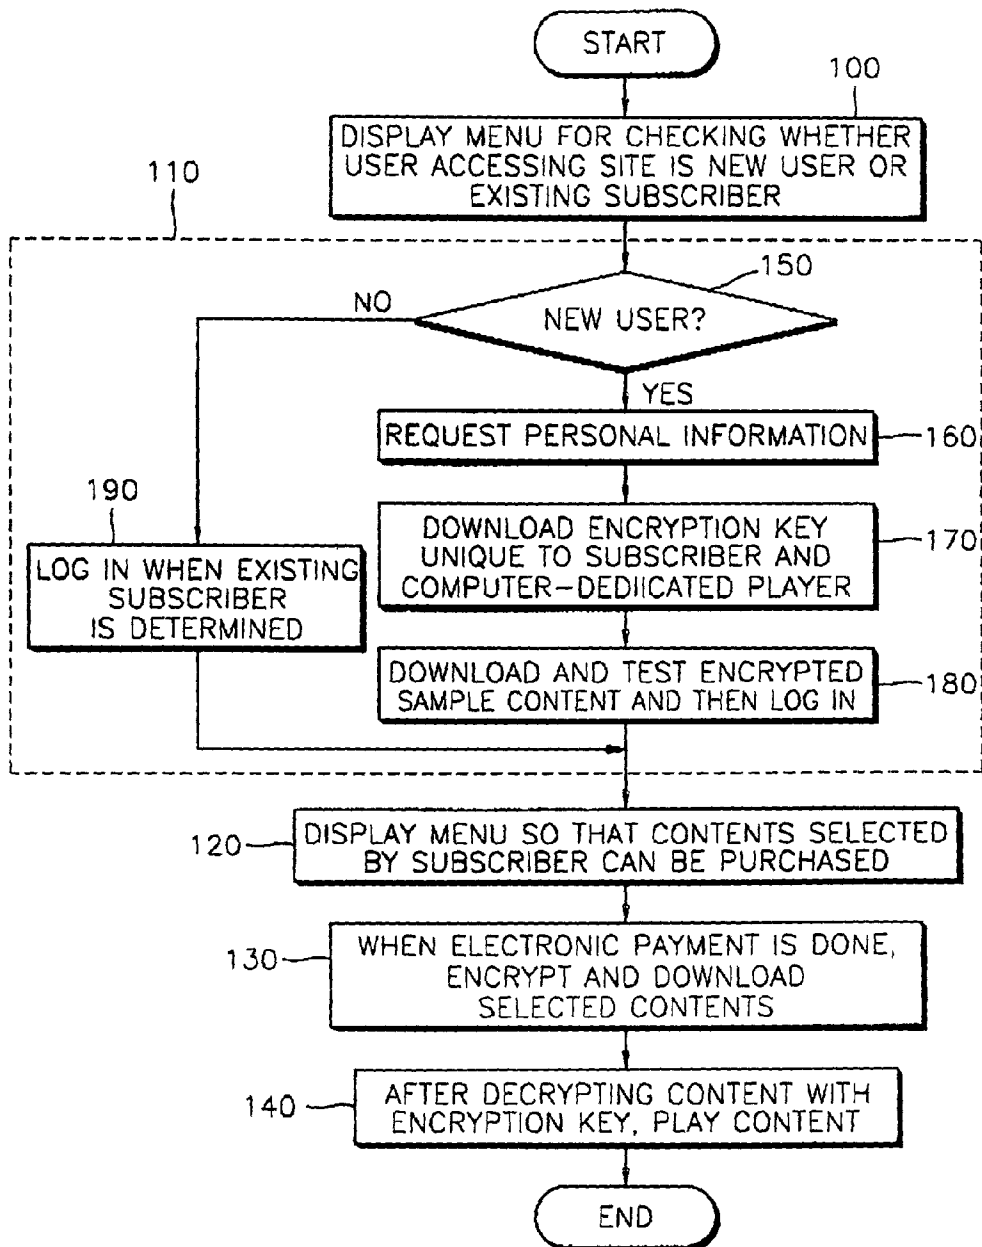 START
100
DISPLAY MENU FOR CHECKING WHETHER
USER ACCESSING SITE IS NEW USER OR
EXISTING SUBSCRIBER
110
150
NO
NEW USER?
YES
REQUEST PERSONAL INFORMATION
160
190
DOWNLOAD ENCRYPTION KEY
UNIQUE TO SUBSCRIBER AND
COMPUTER-DEDIICATED PLAYER
170
LOG IN WHEN EXISTING
SUBSCRIBER
IS DETERMINED
DOWNLOAD AND TEST ENCRYPTED
SAMPLE CONTENT AND THEN LOG IN
180
120
DISPLAY MENU SO THAT CONTENTS SELECTED
BY SUBSCRIBER CAN BE PURCHASED
130
WHEN ELECTRONIC PAYMENT IS DONE,
ENCRYPT AND DOWNLOAD
SELECTED CONTENTS
140
AFTER DECRYPTING CONTENT WITH
ENCRYPTION KEY, PLAY CONTENT
END